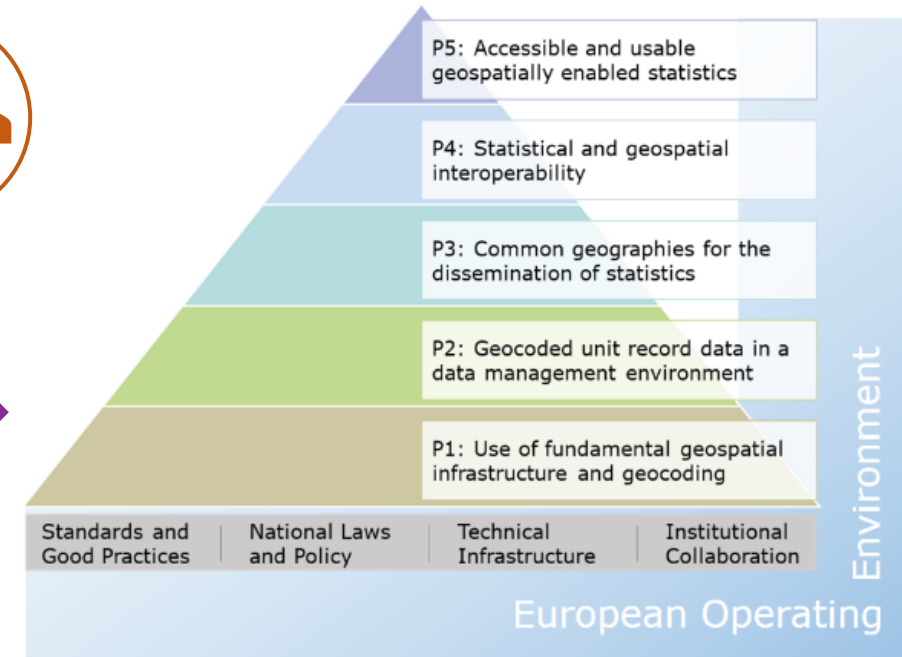 P5: Accessible and usable
geospatially enabled statistics
P4: Statistical and geospatial
interoperability
P3: Common geographies for the
dissemination of statistics
P2: Geocoded unit record data in a
data management environment
P1: Use of fundamental geospatial
infrastructure and geocoding
Standards and
Good Practices
National Laws
and Policy
Technical
Infrastructure
Institutional
Collaboration
European Operating
Environment